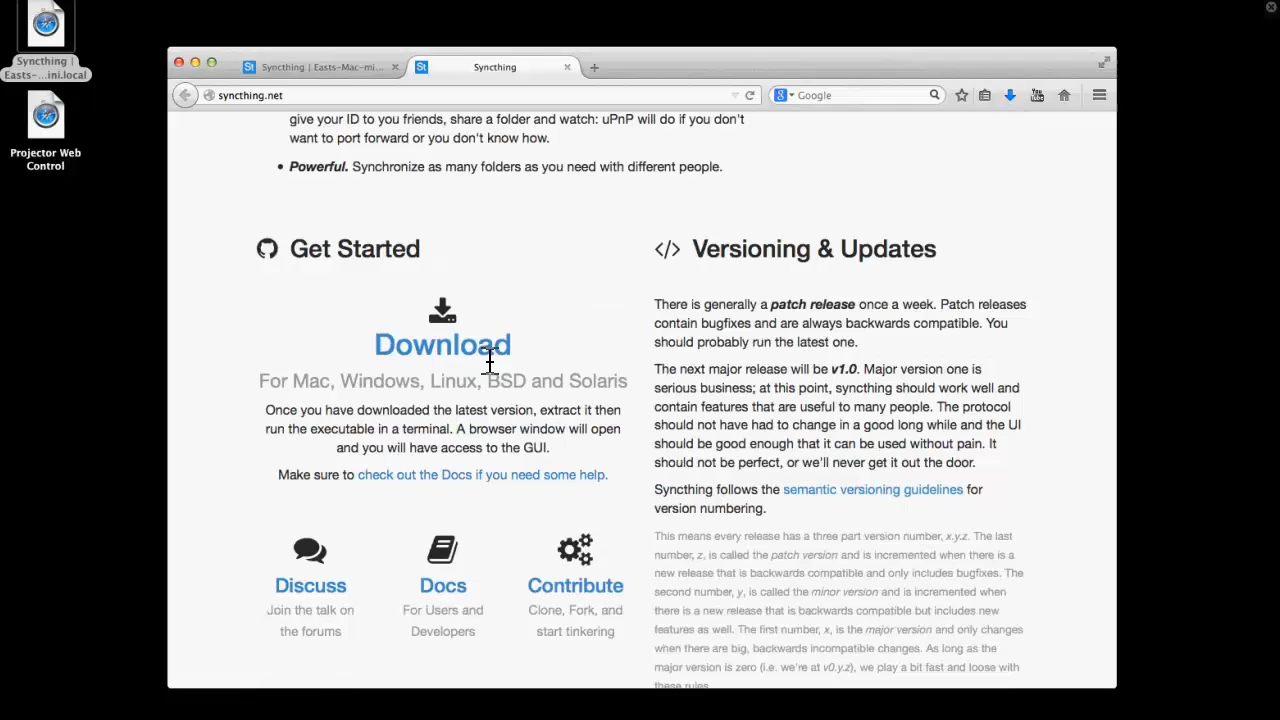 Syncthing |
Easts-...ini.local
Projector Web
Control
Syncthing | Easts-Mac-mi...
Syncthing
syncthing.net
Google
give your ID to you friends, share a folder and watch: uPnP will do if you don't
want to port forward or you don't know how.
• Powerful. Synchronize as many folders as you need with different people.
Get Started
Download
For Mac, Windows, Linux, BSD and Solaris
Once you have downloaded the latest version, extract it then
run the executable in a terminal. A browser window will open
and you will have access to the GUI.
Make sure to check out the Docs if you need some help.
Discuss
Join the talk on
the forums
Docs
For Users and
Developers
Contribute
Clone, Fork, and
start tinkering
</> Versioning & Updates
There is generally a patch release once a week. Patch releases
contain bugfixes and are always backwards compatible. You
should probably run the latest one.
The next major release will be v1.0. Major version one is
serious business; at this point, syncthing should work well and
contain features that are useful to many people. The protocol
should not have had to change in a good long while and the UI
should be good enough that it can be used without pain. It
should not be perfect, or we'll never get it out the door.
Syncthing follows the semantic versioning guidelines for
version numbering.
This means every release has a three part version number, x.y.z. The last
number, z, is called the patch version and is incremented when there is a
new release that is backwards compatible and only includes bugfixes. The
second number, y, is called the minor version and is incremented when
there is a new release that is backwards compatible but includes new
features as well. The first number, x, is the major version and only changes
when there are big, backwards incompatible changes. As long as the
major version is zero (i.e. we're at v0.y.z), we play a bit fast and loose with
these rules.